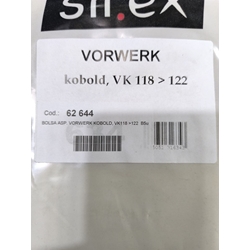 sil.ex
VORWERK
kobold, VK 118 > 122
Cod.: 62 644
BOLSA ASP. VORWERK KOBOLD, VK118 >122